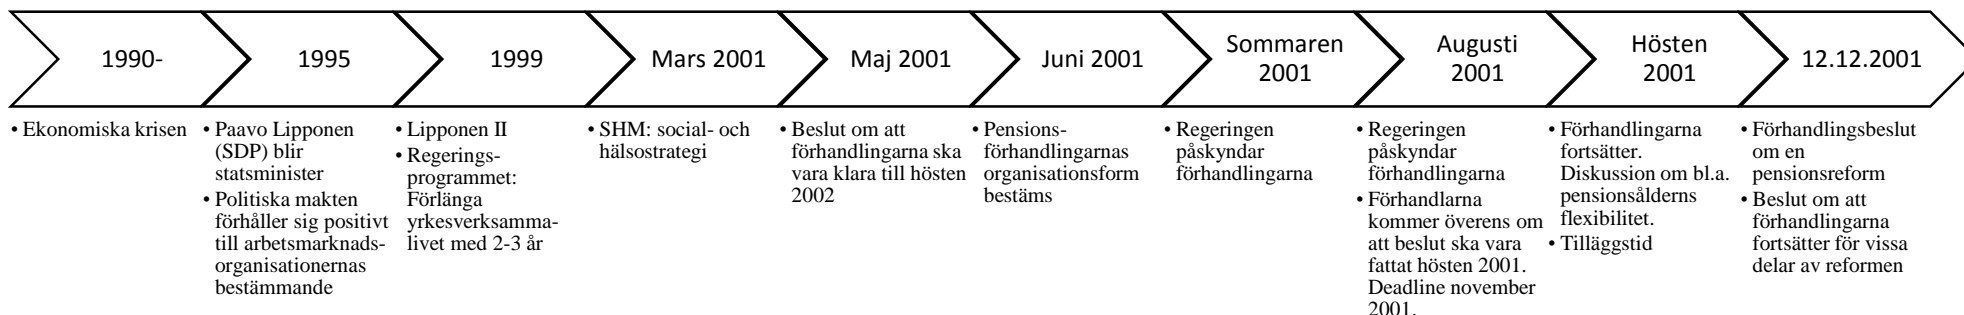 1990-
1995
1999
Mars 2001
Maj 2001
Juni 2001
Sommaren
2001
Augusti
2001
Hösten
2001
12.12.2001
• Ekonomiska krisen
• Paavo Lipponen
(SDP) blir
statsminister
• Politiska makten
förhåller sig positivt
till arbetsmarknads-
organisationernas
bestämmande
• Lipponen II
• Regerings-
programmet:
Förlänga
yrkesverksamma-
livet med 2-3 år
• SHM: social- och
hälsostrategi
• Beslut om att
förhandlingarna ska
vara klara till hösten
2002
• Pensions-
förhandlingarnas
organisationsform
bestäms
• Regeringen
påskyndar
förhandlingarna
• Regeringen
påskyndar
förhandlingarna
• Förhandlarna
kommer överens om
att beslut ska vara
fattat hösten 2001.
Deadline november
2001.
• Förhandlingarna
fortsätter.
Diskussion om bl.a.
pensionsålderns
flexibilitet.
• Tilläggstid
• Förhandlingsbeslut
om en
pensionsreform
• Beslut om att
förhandlingarna
fortsätter för vissa
delar av reformen